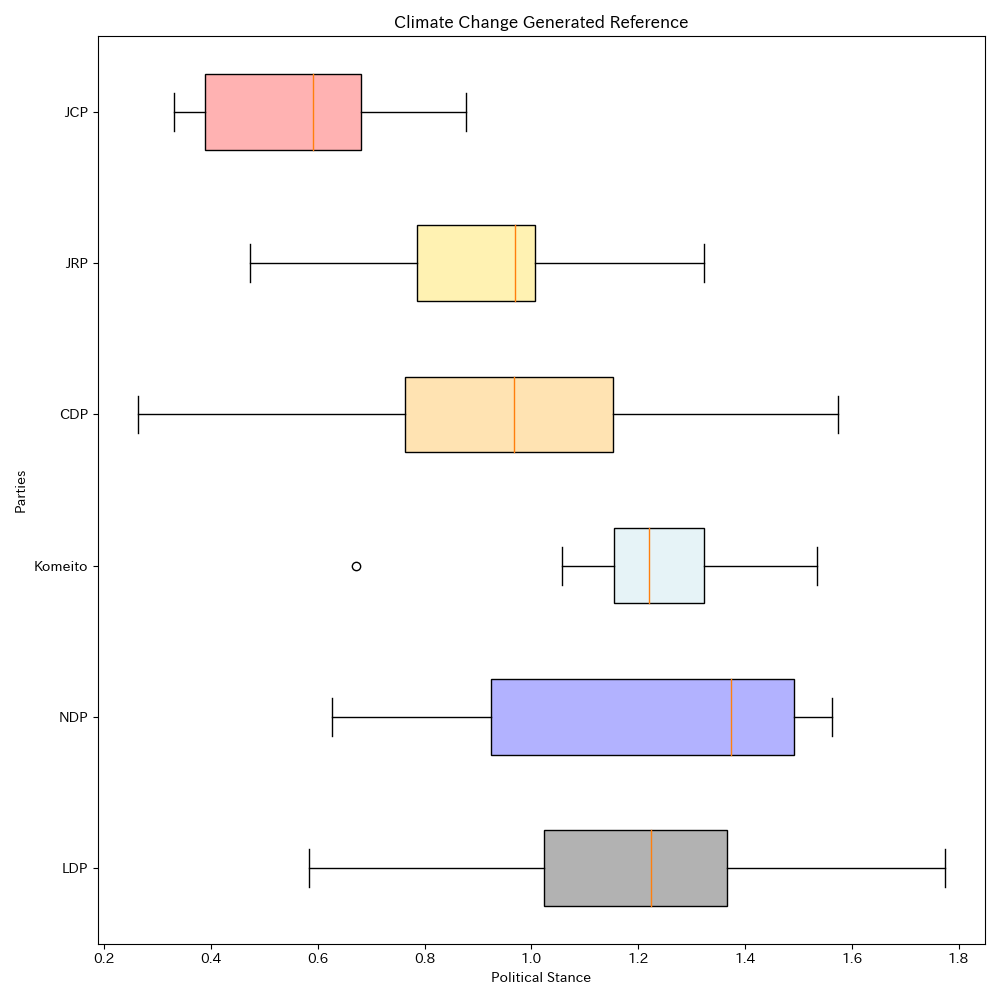 Climate Change Generated Reference
JCP
JRP
CDP
Komeito
NDP
LDP
Parties
0.2 0.4 0.6 0.8 1.0 1.2 1.4 1.6 1.8
Political Stance